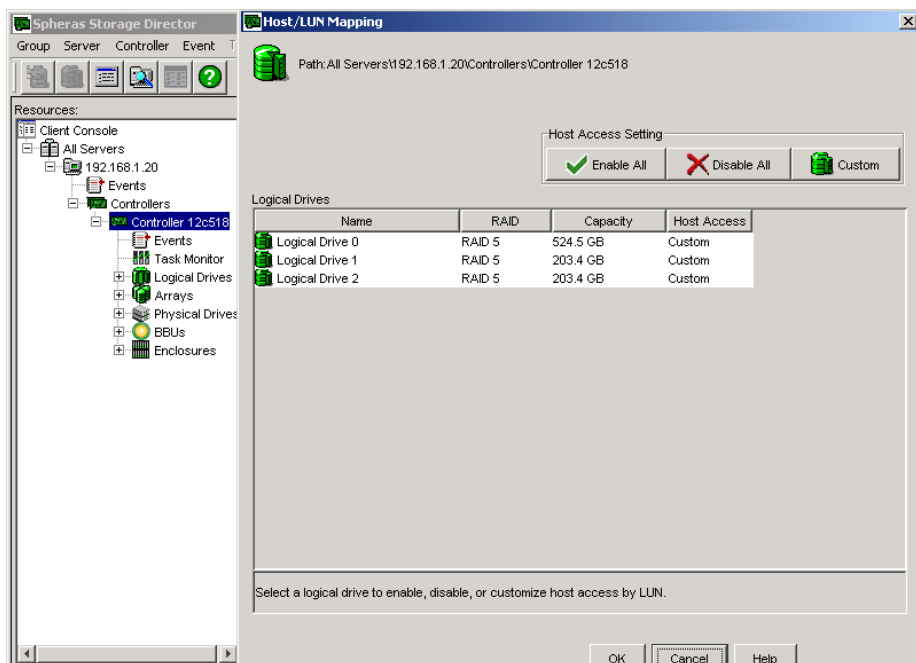 Spheras Storage Director
Group Server Controller Event T
Resources:
Client Console
All Servers
192.168.1.20
Events
Controllers
Controller 12c518
Events
Task Monitor
Logical Drives
Arrays
Physical Drives
BBUs
Enclosures
Host/LUN Mapping
Path:All Servers\192.168.1.20\Controllers\Controller 12c518
Host Access Setting
Enable All Disable All Custom
Logical Drives
Name RAID Capacity Host Access
Logical Drive 0 RAID 5 524.5 GB Custom
Logical Drive 1 RAID 5 203.4 GB Custom
Logical Drive 2 RAID 5 203.4 GB Custom
Select a logical drive to enable, disable, or customize host access by LUN.
OK Cancel Help